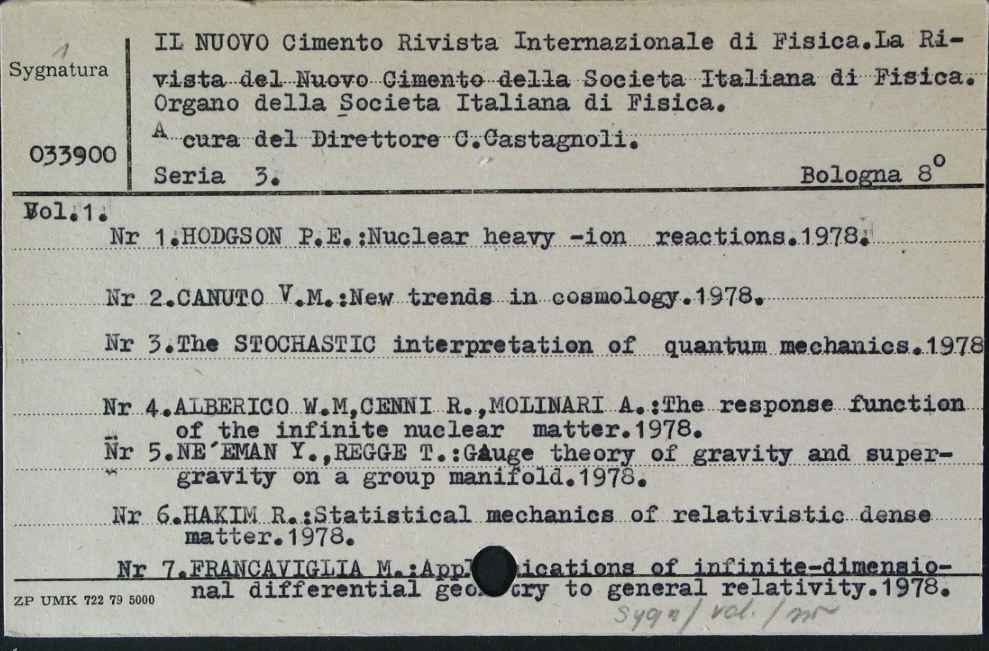 1
IL NUOVO Cimento Rivista Internazionale di Fisica.La Ri-
Sygnatura
vista del Nuovo Cimento della Societa Italiana di Fisica.
Organo della Societa Italiana di Fisica.
A cura del Direttore C.Castagnoli.
033900
Seria 3. Bologna 8°
Vol.1.
Nr 1.HODGSON P.E.:Nuclear heavy -ion reactions.1978.
Nr 2.CANUTO V.M.:New trends in cosmology.1978.
Nr 3.The STOCHASTIC interpretation of quantum mechanics.1978
Nr 4.ALBERICO W.M,CENNI R.,MOLINARI A.:The response function
of the infinite nuclear matter.1978.
Nr 5.NE´EMAN Y.,REGGE T.:Gauge theory of gravity and super-
gravity on a group manifold.1978.
Nr 6.HAKIM R.:Statistical mechanics of relativistic dense
matter.1978.
Nr 7.FRANCAVIGLIA M.:Appl ications of infinite-dimensio-
nal differential geom try to general relativity.1978.
ZP UMK 722 79 5000
Sygn/ vol. / nr